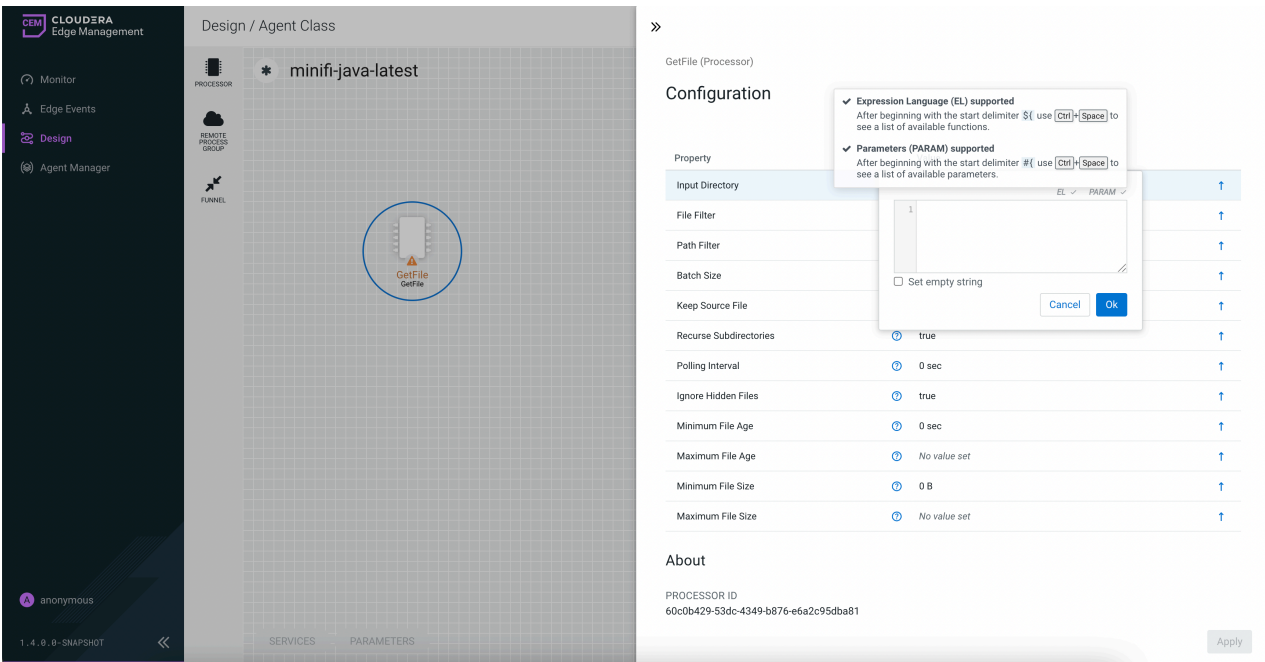 CEM CLOUDERA
Edge Management
Monitor
Edge Events
Design
Agent Manager
A anonymous
1.4.0.0-SNAPSHOT
Design / Agent Class
PROCESSOR
REMOTE
PROCESS
GROUP
FUNNEL
minifi-java-latest
GetFile
GetFile
SERVICES PARAMETERS
GetFile (Processor)
Configuration
Expression Language (EL) supported
After beginning with the start delimiter ${ use Ctrl+Space to
see a list of available functions.
Parameters (PARAM) supported
After beginning with the start delimiter #{ use Ctrl+Space to
see a list of available parameters.
EL PARAM
1
Set empty string
Cancel Ok
Property
Input Directory
File Filter
Path Filter
Batch Size
Keep Source File
Recurse Subdirectories true
Polling Interval 0 sec
Ignore Hidden Files true
Minimum File Age 0 sec
Maximum File Age No value set
Minimum File Size 0 B
Maximum File Size No value set
About
PROCESSOR ID
60c0b429-53dc-4349-b876-e6a2c95dba81
Apply